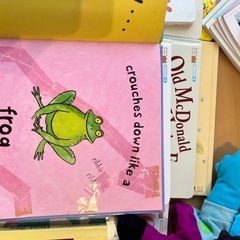 crouches down like a
frog
ribbit
Old McDonald